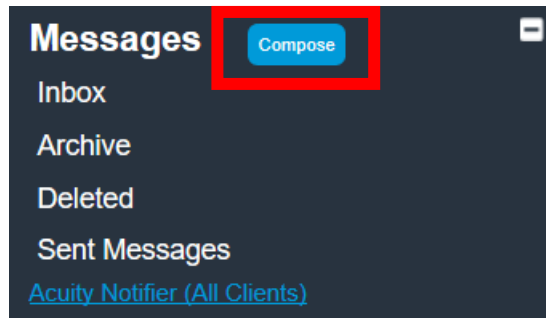 Messages Compose
Inbox
Archive
Deleted
Sent Messages
Acuity Notifier (All Clients)